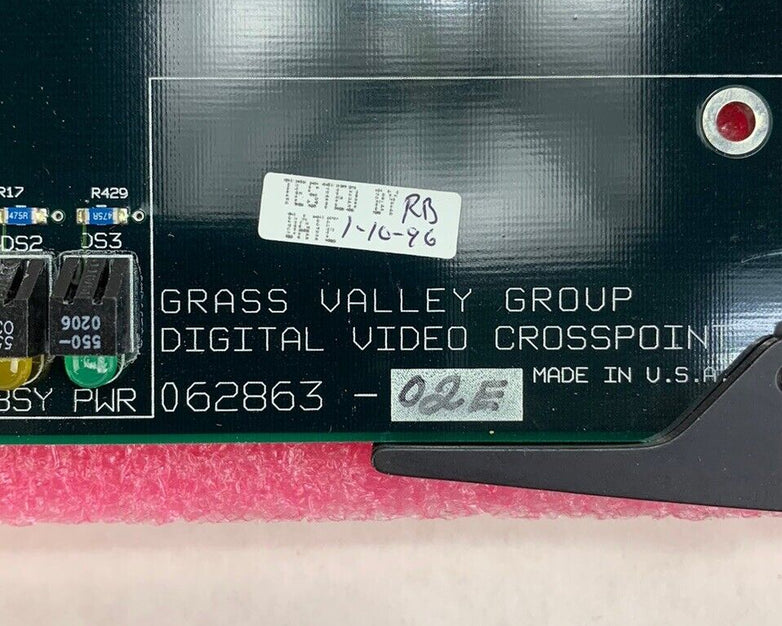 R17
R429
475R
475R
DS2
DS3
TESTED BY RB
DATE 1-10-96
550-
0206
GRASS VALLEY GROUP
DIGITAL VIDEO CROSSPOINT
MADE IN U.S.A.
BSY PWR
062863 - 02E